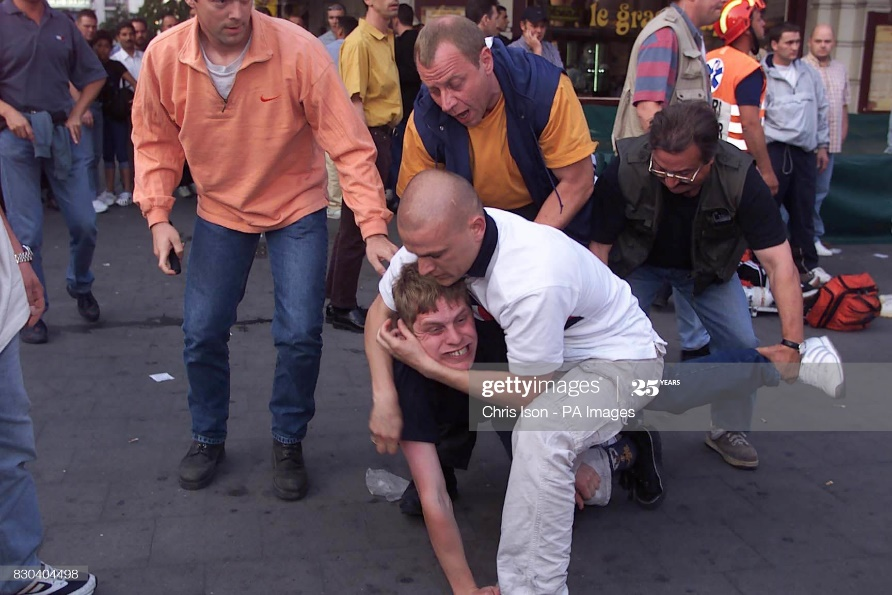 le gra
gettyimages® 25 YEARS
Chris Ison - PA Images
830404498